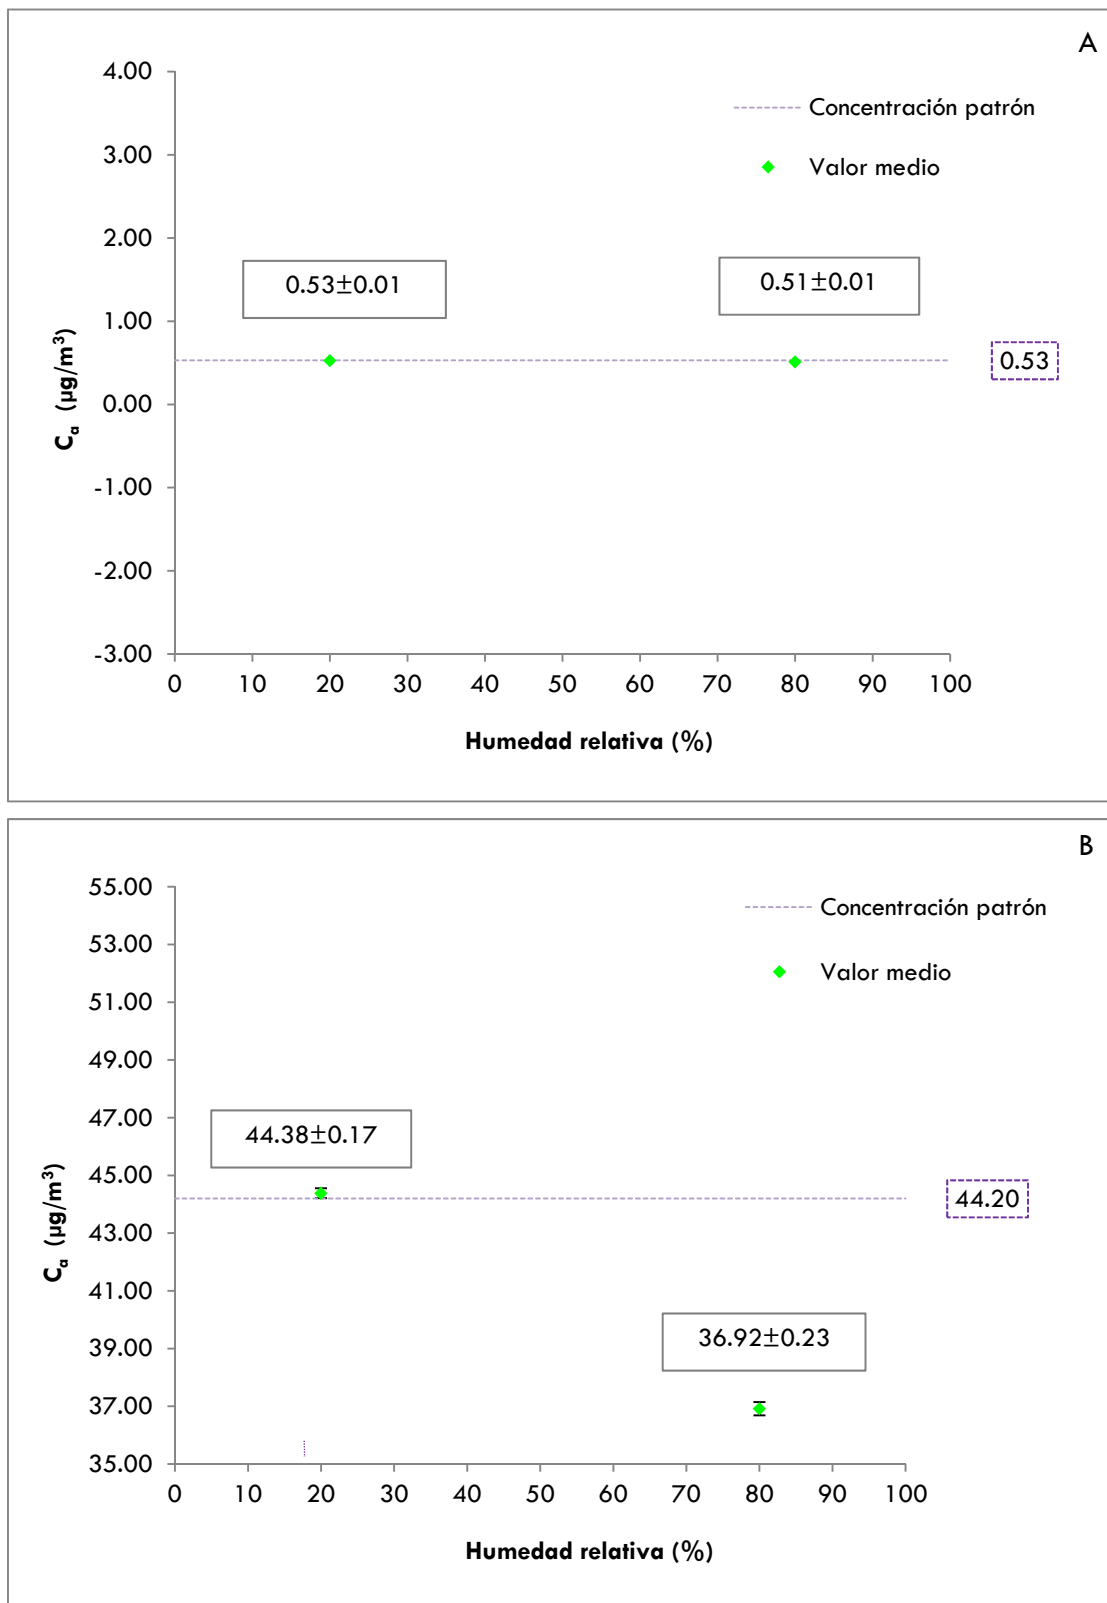 A
4.00
Concentración patrón
3.00
Valor medio
2.00
0.53±0.01
0.51±0.01
1.00
0.53
0.00
-1.00
-2.00
-3.00
Cα (μg/m³)
0 10 20 30 40 50 60 70 80 90 100
Humedad relativa (%)
B
55.00
Concentración patrón
53.00
Valor medio
51.00
49.00
47.00
44.38±0.17
45.00
44.20
43.00
41.00
39.00
36.92±0.23
37.00
35.00
Cα (μg/m³)
0 10 20 30 40 50 60 70 80 90 100
Humedad relativa (%)